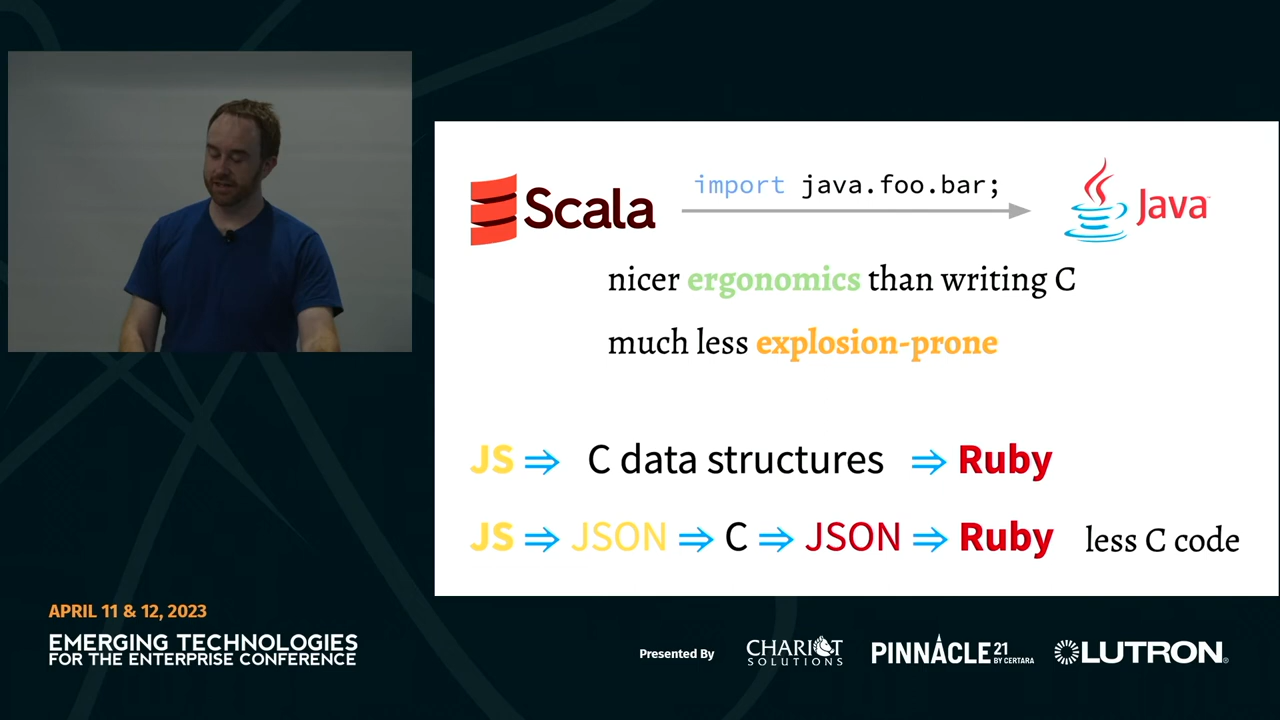 Scala
import java.foo.bar;
Java
nicer ergonomics than writing C
much less explosion-prone
JS ⇒ C data structures ⇒ Ruby
JS ⇒ JSON ⇒ C ⇒ JSON ⇒ Ruby less C code
APRIL 11 & 12, 2023
EMERGING TECHNOLOGIES
FOR THE ENTERPRISE CONFERENCE
Presented By
CHARIOT
SOLUTIONS
PINNACLE 21
BY CERTARA
LUTRON